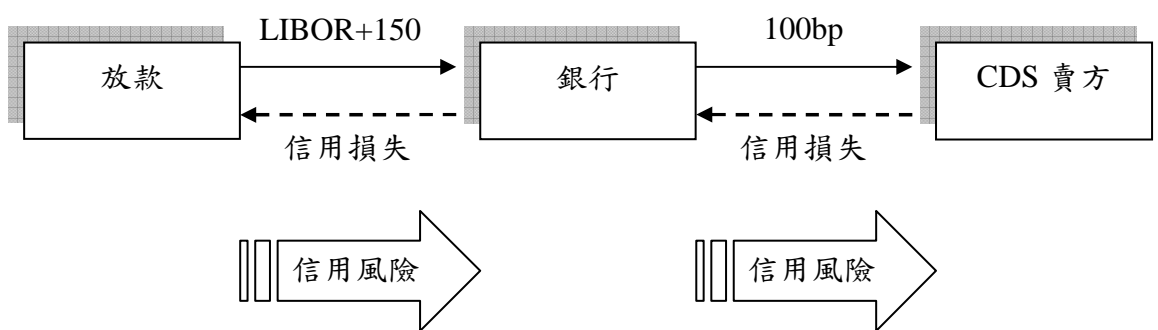 LIBOR+150
100bp
放款
銀行
CDS 賣方
信用損失
信用損失
信用風險
信用風險